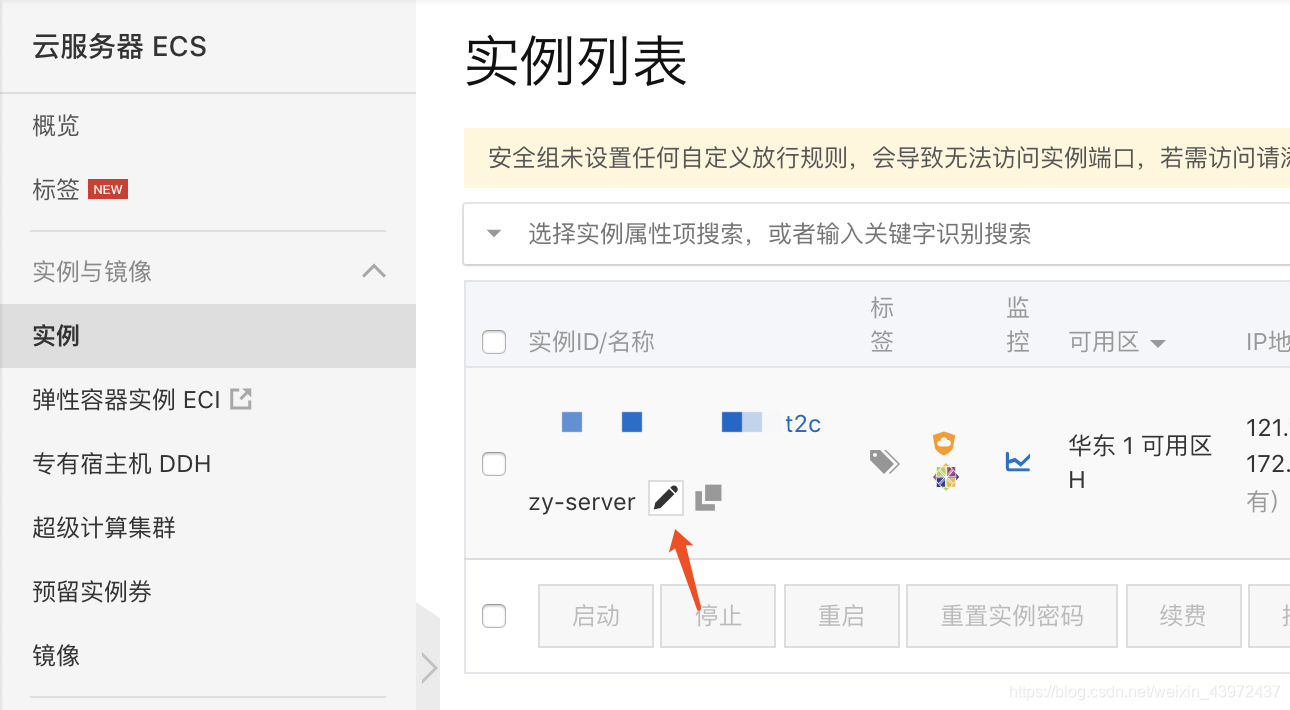 云服务器 ECS
概览
标签 NEW
实例与镜像
实例
弹性容器实例 ECI
专有宿主机 DDH
超级计算集群
预留实例券
镜像
实例列表
安全组未设置任何自定义放行规则，会导致无法访问实例端口，若需访问请
选择实例属性项搜索，或者输入关键字识别搜索
实例ID/名称 标签 监控 可用区 IP地
t2c
zy-server
华东 1 可用区
H
121.
172.
有）
启动 停止 重启 重置实例密码 续费
https://blog.csdn.net/weixin_43972437